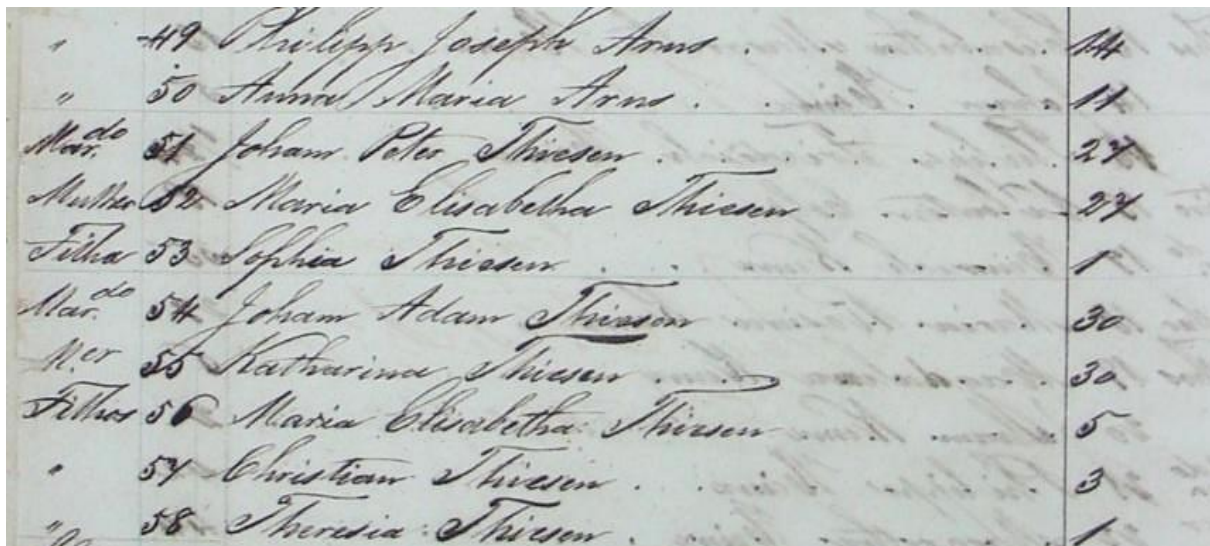 " 49 Philipp Joseph Arns . 14
" 50 Anna Maria Arns . . . . 11
Mar.do 51 Joham Peter Thiesen . . . . 27
Mulher 52 Maria Elisabetha Thiesen . . . 27
Filha 53 Sophia Thiesen . . . 1
Mar.do 54 Joham Adam Thiesen 30
M.er 55 Katharina Thiesen . . . 30
Filhos 56 Maria Elisabetha Thiesen 5
" 57 Christian Thiesen . . . 3
" 58 Theresia Thiesen . . . 1